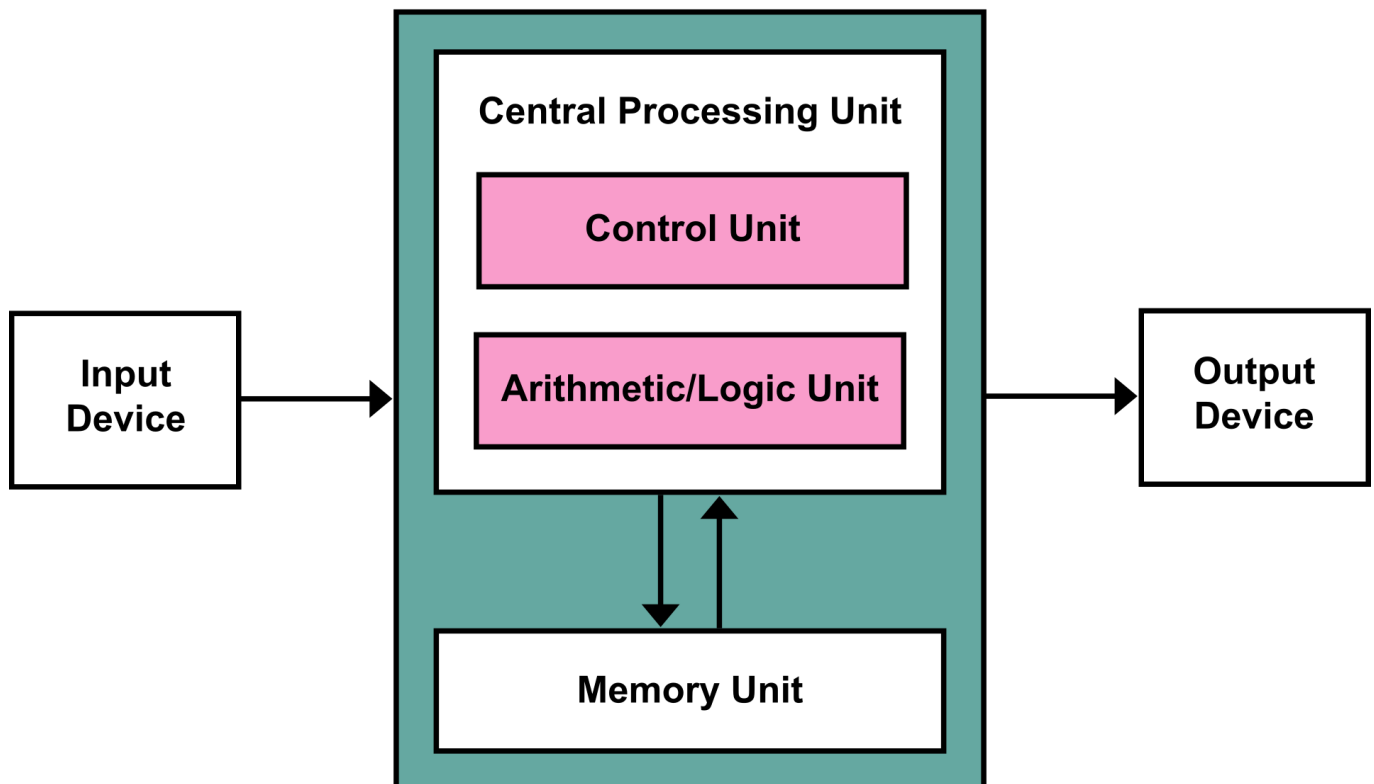 Central Processing Unit
Control Unit
Arithmetic/Logic Unit
Input
Device
Output
Device
Memory Unit